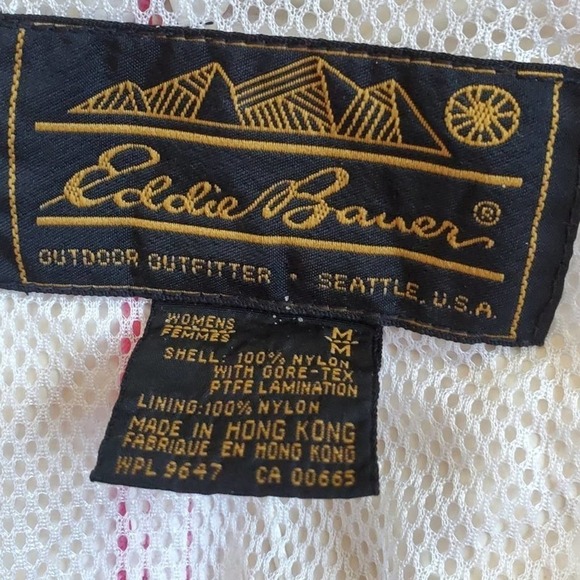 Eddie Bauer ®
OUTDOOR OUTFITTER • SEATTLE, U.S.A.
WOMENS M
FEMMES M
SHELL: 100% NYLON
WITH GORE-TEX
PTFE LAMINATION
LINING:100% NYLON
MADE IN HONG KONG
FABRIQUE EN HONG KONG
WPL 9647 CA 00665